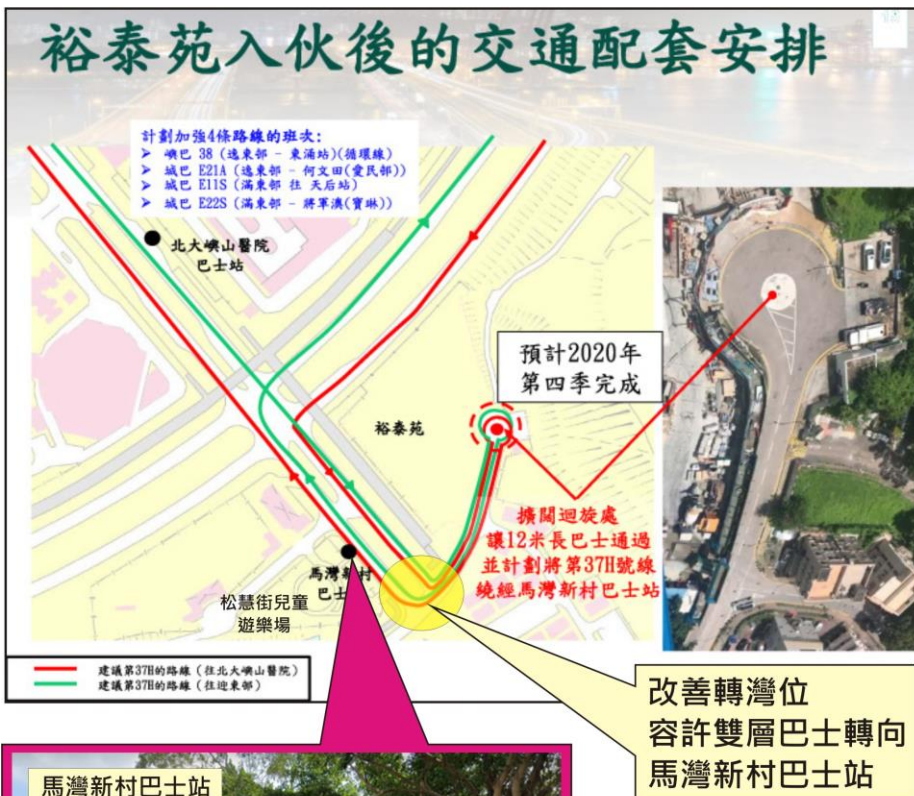 裕泰苑入伙後的交通配套安排
計劃加強4條路線的班次:
➢ 嶼巴 38 (逸東邨 - 東涌站)(循環線)
➢ 城巴 E21A (逸東邨 - 何文田(愛民邨))
➢ 城巴 E11S (滿東邨 往 天后站)
➢ 城巴 E22S (滿東邨 - 將軍澳(寶琳))
北大嶼山醫院
巴士站
預計2020年
第四季完成
裕泰苑
擴闊迴旋處
讓12米長巴士通過
並計劃將第37H號線
繞經馬灣新村巴士站
馬灣新村
巴士
松慧街兒童
遊樂場
建議第37H的路線 (往北大嶼山醫院)
建議第37H的路線 (往迎東邨)
改善轉灣位
容許雙層巴士轉向
馬灣新村巴士站
馬灣新村巴士站